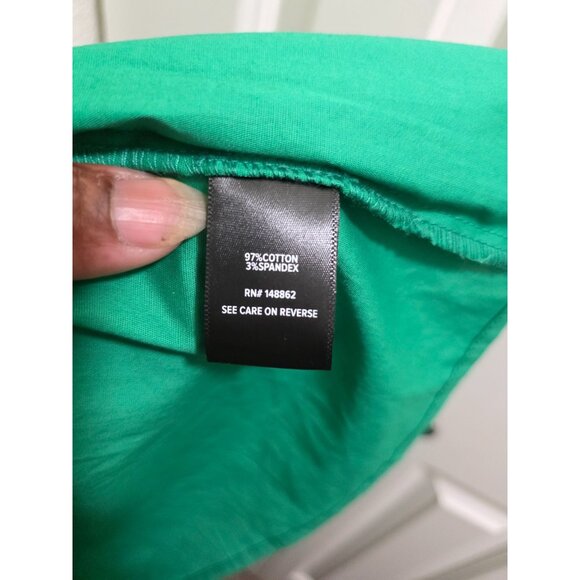 97%COTTON
3%SPANDEX
RN# 148862
SEE CARE ON REVERSE